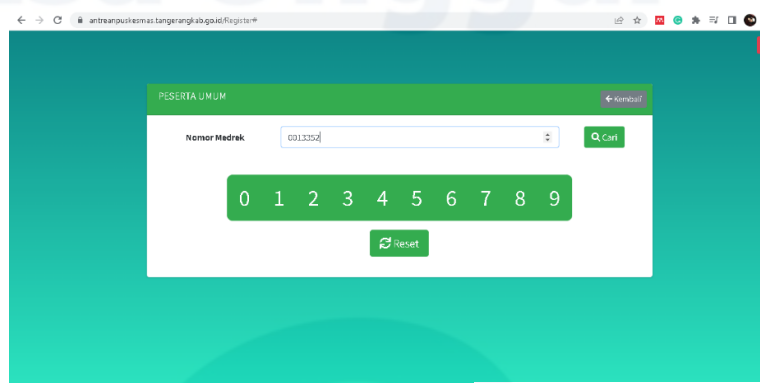 antreanpuskesmas.tangerangkab.go.id/Register#
PESERTA UMUM
Kembali
Nomor Medrek 0013352 Cari
0 1 2 3 4 5 6 7 8 9
Reset